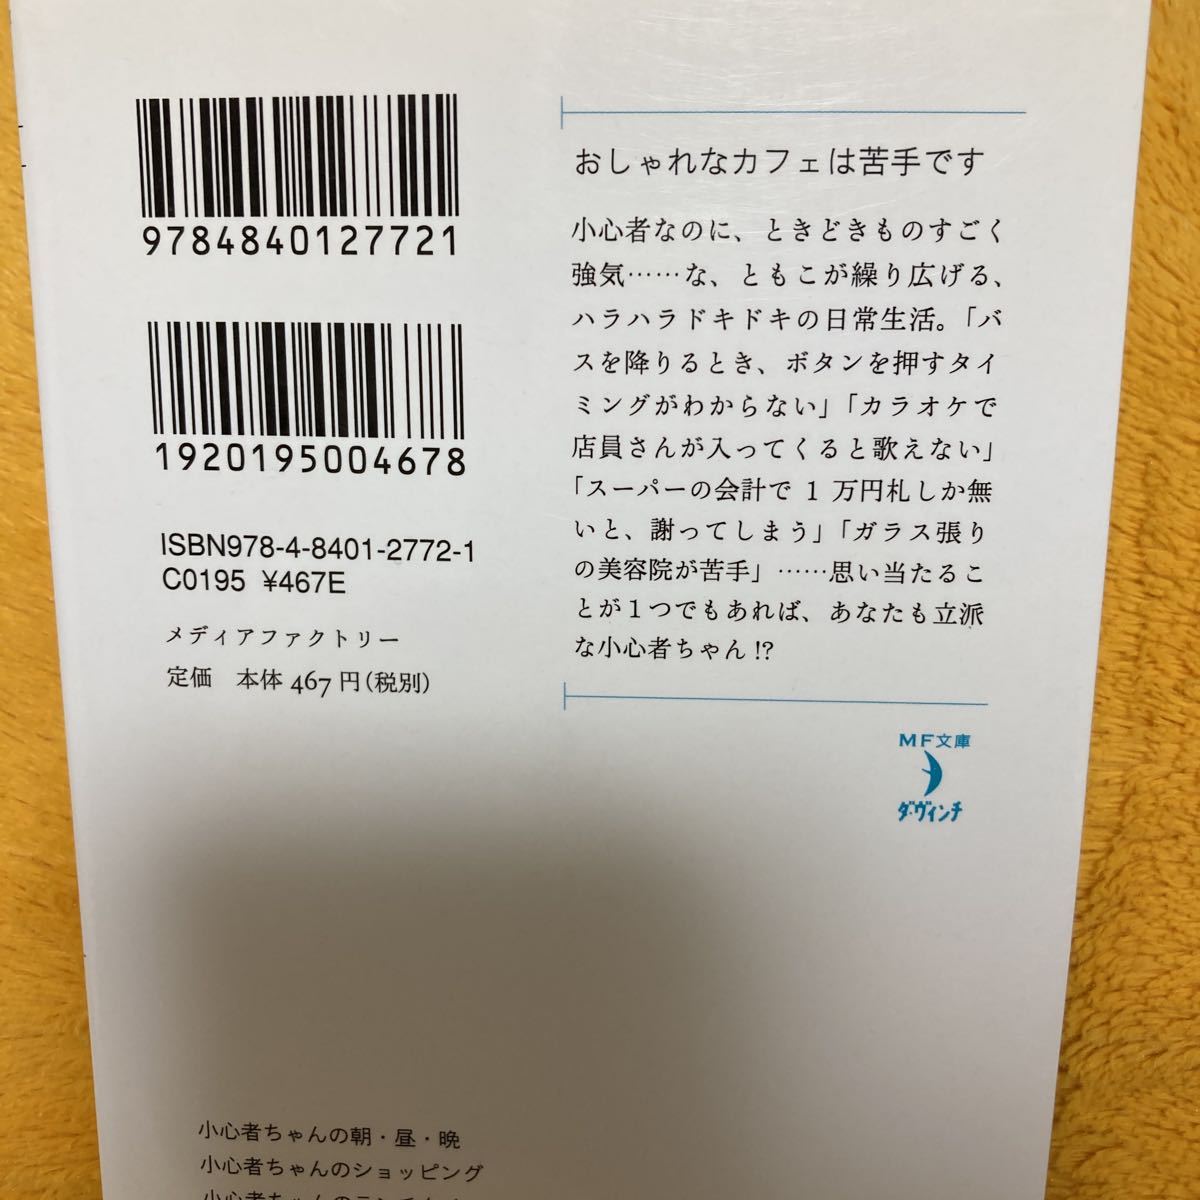 9784840127721
1920195004678
ISBN978-4-8401-2772-1
C0195 ¥467E
メディアファクトリー
定価 本体 467 円(税別)
おしゃれなカフェは苦手です
小心者なのに、ときどきものすごく
強気……な、ともこが繰り広げる、
ハラハラドキドキの日常生活。「バ
スを降りるとき、ボタンを押すタイ
ミングがわからない」「カラオケで
店員さんが入ってくると歌えない」
「スーパーの会計で 1 万円札しか無
いと、謝ってしまう」「ガラス張り
の美容院が苦手」……思い当たるこ
とが1つでもあれば、あなたも立派
な小心者ちゃん!?
MF文庫
ダ・ヴィンチ
小心者ちゃんの朝・昼・晩
小心者ちゃんのショッピング
小心者ちゃんの